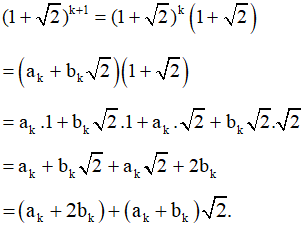 (1 + √2)^{k+1} = (1 + √2)^k (1 + √2)
= (a_k + b_k√2)(1 + √2)
= a_k .1 + b_k√2.1 + a_k .√2 + b_k√2.√2
= a_k + b_k√2 + a_k√2 + 2b_k
= (a_k + 2b_k) + (a_k + b_k)√2.